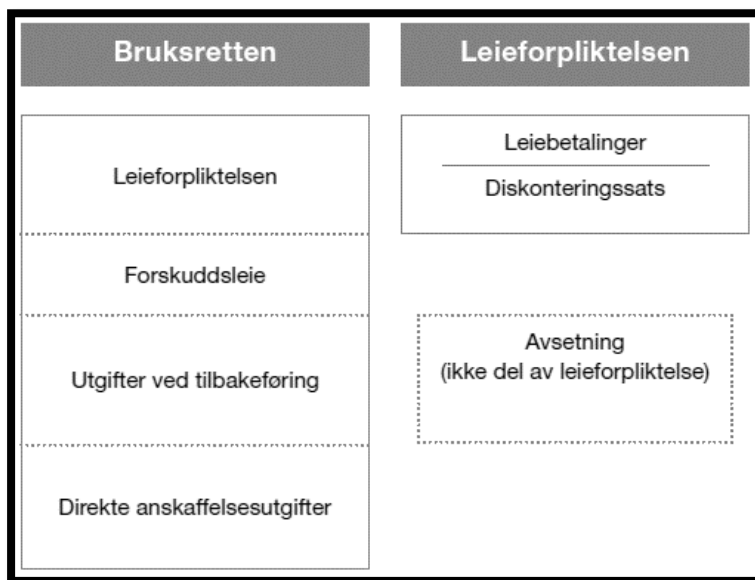 Bruksretten
Leieforpliktelsen
Forskuddsleie
Utgifter ved tilbakeføring
Direkte anskaffelsesutgifter
Leieforpliktelsen
Leiebetalinger
Diskonteringssats
Avsetning
(ikke del av leieforpliktelse)